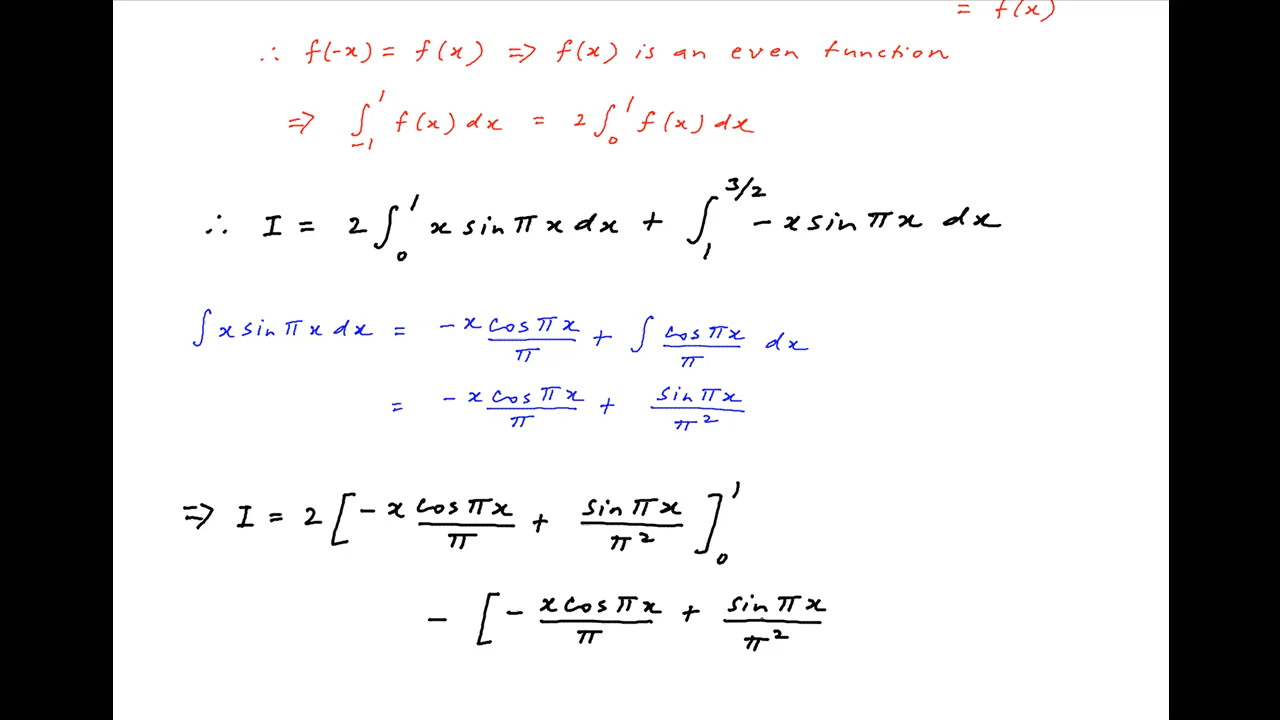 = f(x)
∴ f(-x) = f(x) => f(x) is an even function
=> ∫_{-1}^{1} f(x) dx = 2 ∫_{0}^{1} f(x) dx
∴ I = 2 ∫_{0}^{1} x sin πx dx + ∫_{1}^{3/2} - x sin πx dx
∫ x sin πx dx = - x cos πx / π + ∫ cos πx / π dx
= - x cos πx / π + sin πx / π²
=> I = 2 [ - x cos πx / π + sin πx / π² ]_{0}^{1}
- [ - x cos πx / π + sin πx / π²